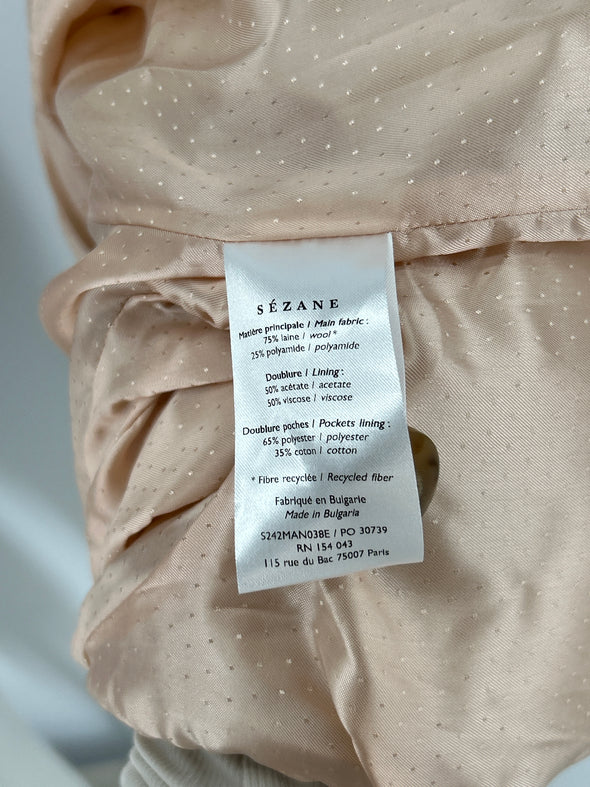 SÉZANE
Matière principale / Main fabric :
75% laine / wool *
25% polyamide / polyamide
Doublure / Lining :
50% acétate / acetate
50% viscose / viscose
Doublure poches / Pockets lining :
65% polyester / polyester
35% coton / cotton
* Fibre recyclée / Recycled fiber
Fabriqué en Bulgarie
Made in Bulgaria
S242MAN038E / PO 30739
RN 154 043
115 rue du Bac 75007 Paris